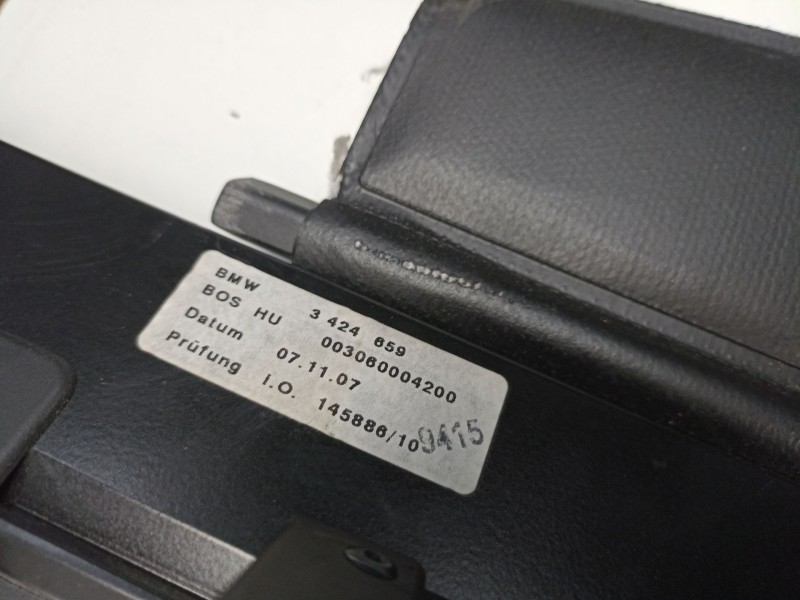 BMW 3 424 659
BOS HU 003060004200
Datum 07.11.07
Prüfung I.O. 145886/10 9415